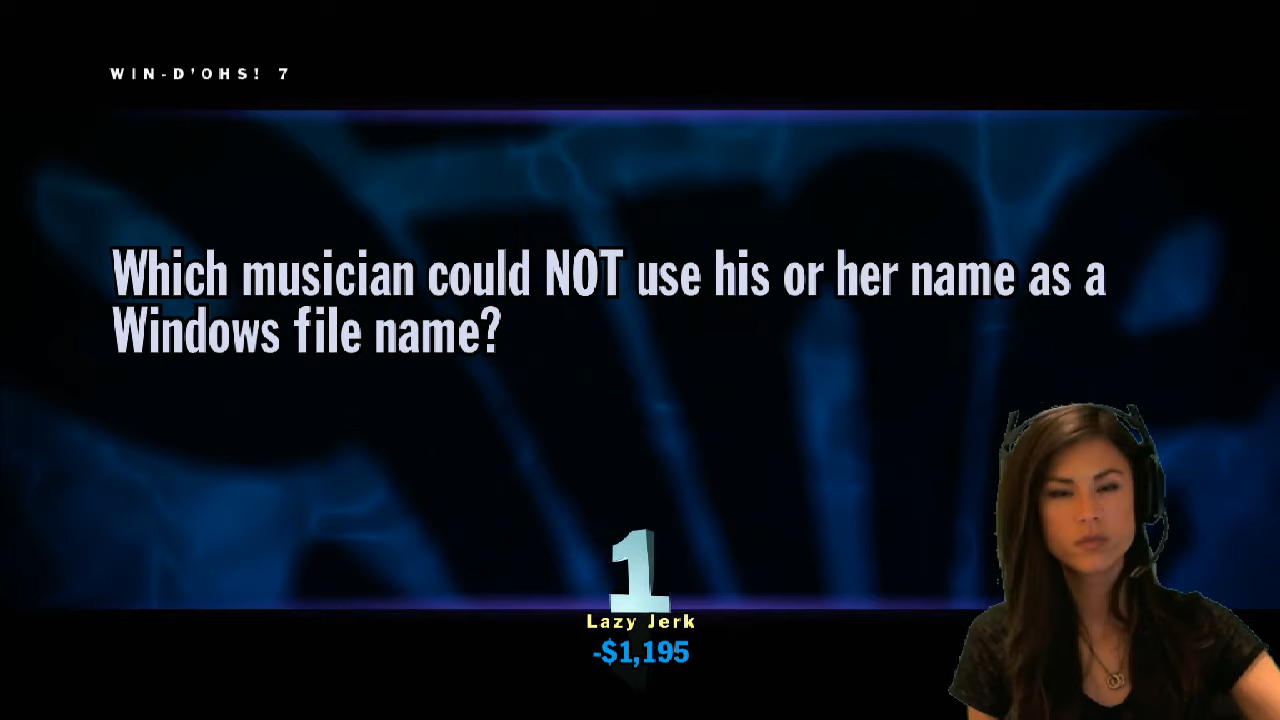 WIN-D'OHS! 7
Which musician could NOT use his or her name as a
Windows file name?
1
Lazy Jerk
-$1,195